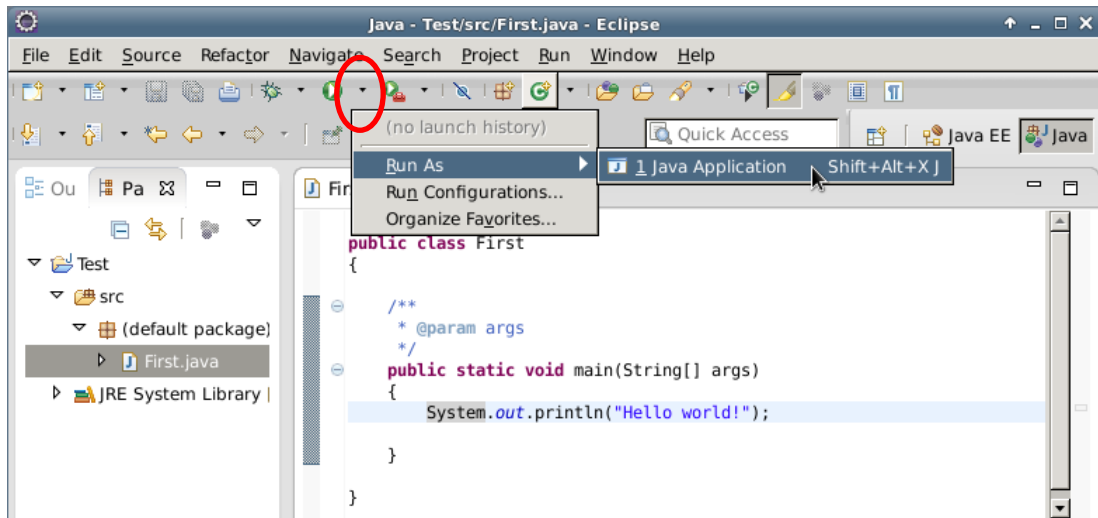 Java - Test/src/First.java - Eclipse
File Edit Source Refactor Navigate Search Project Run Window Help
(no launch history)
Quick Access
Java EE
Java
Run As
1 Java Application Shift+Alt+X J
Run Configurations...
Organize Favorites...
Ou
Pa
Fir
Test
src
(default package)
First.java
JRE System Library
public class First
{
/**
* @param args
*/
public static void main(String[] args)
{
System.out.println("Hello world!");
}
}